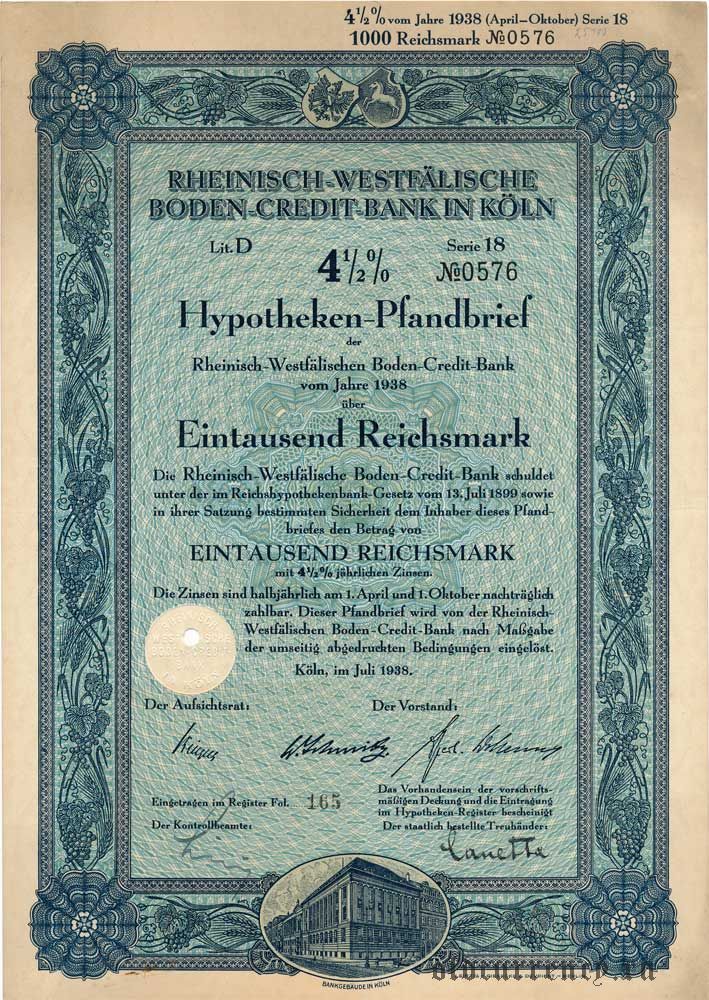 4½% vom Jahre 1938 (April-Oktober) Serie 18
1000 Reichsmark №0576
RHEINISCH-WESTFÄLISCHE
BODEN-CREDIT-BANK IN KÖLN
Lit. D Serie 18
4½% №0576
Hypotheken-Pfandbrief
der
Rheinisch-Westfälischen Boden-Credit-Bank
vom Jahre 1938
über
Eintausend Reichsmark
Die Rheinisch-Westfälische Boden-Credit-Bank schuldet
unter der im Reichshypothekenbank-Gesetz vom 13. Juli 1899 sowie
in ihrer Satzung bestimmten Sicherheit dem Inhaber dieses Pfand-
briefes den Betrag von
EINTAUSEND REICHSMARK
mit 4½% jährlichen Zinsen.
Die Zinsen sind halbjährlich am 1. April und 1. Oktober nachträglich
zahlbar. Dieser Pfandbrief wird von der Rheinisch-
Westfälischen Boden-Credit-Bank nach Maßgabe
der umseitig abgedruckten Bedingungen eingelöst.
Köln, im Juli 1938.
Der Aufsichtsrat: Der Vorstand:
W. Schmitz
Eingetragen im Register Fol. 165
Der Kontrollbeamte:
Das Vorhandensein der vorschrifts-
mäßigen Deckung und die Eintragung
im Hypotheken-Register bescheinigt
Der staatlich bestellte Treuhänder:
Canetta
BANKGEBÄUDE IN KÖLN
oldcurrency.ru